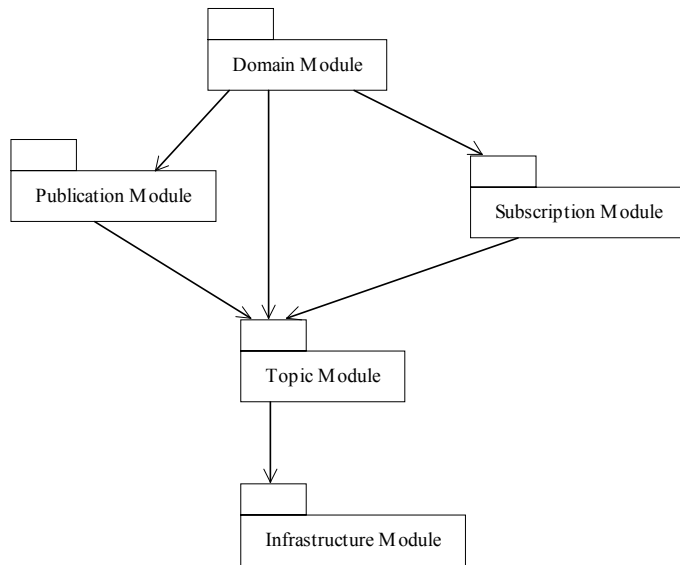 Domain Module
Publication Module
Subscription Module
Topic Module
Infrastructure Module